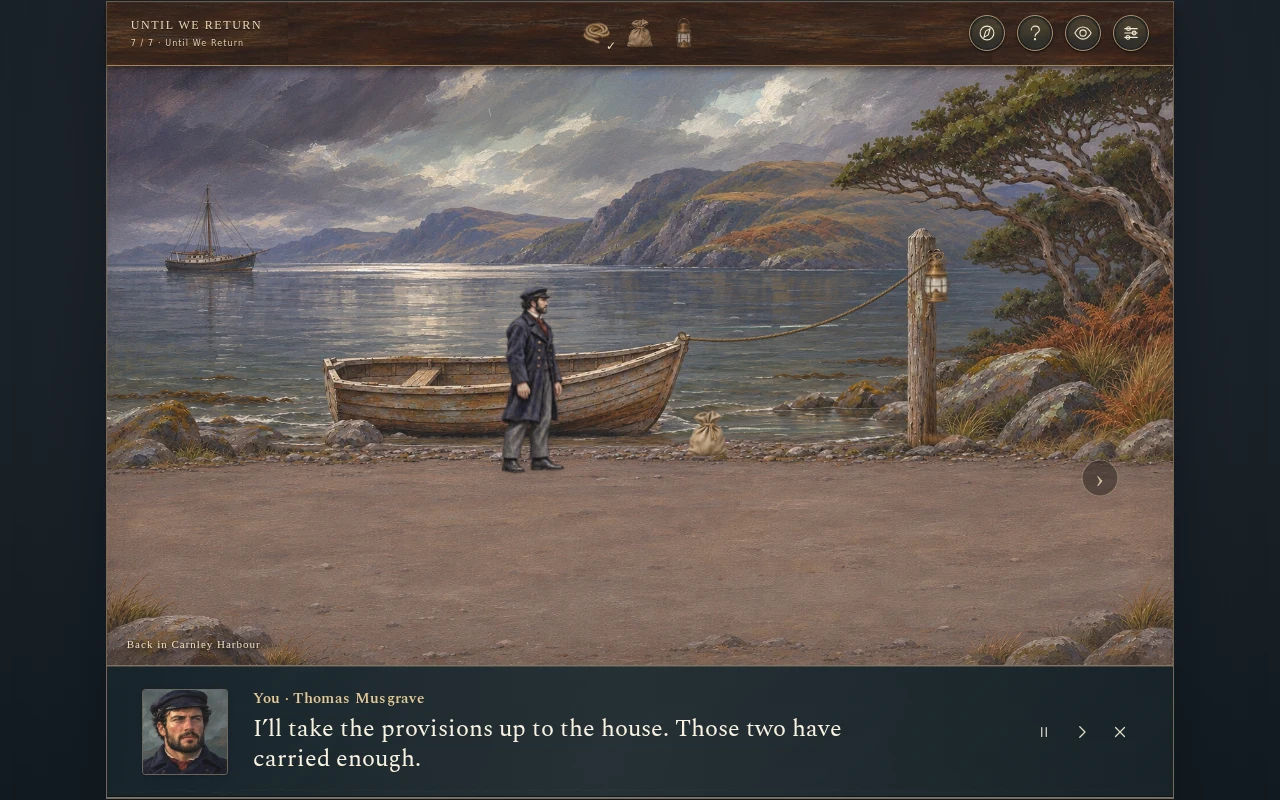 UNTIL WE RETURN
7 / 7 · Until We Return
Back in Carnley Harbour
You · Thomas Musgrave
I’ll take the provisions up to the house. Those two have
carried enough.